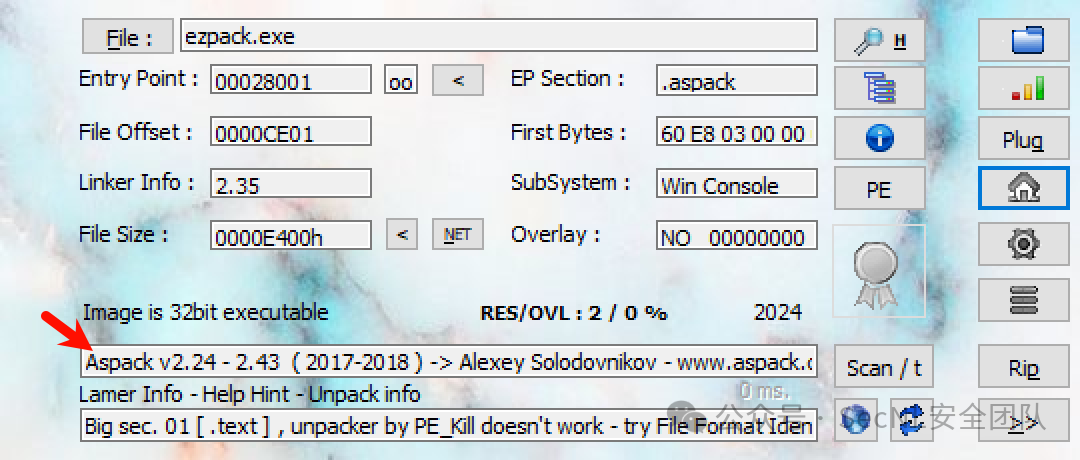 File : ezpack.exe H
Entry Point : 00028001 oo < EP Section : .aspack
File Offset : 0000CE01 First Bytes : 60 E8 03 00 00 Plug
Linker Info : 2.35 SubSystem : Win Console PE
File Size : 0000E400h < NET Overlay : NO 00000000
Image is 32bit executable RES/OVL : 2 / 0 % 2024
Aspack v2.24 - 2.43 ( 2017-2018 ) -> Alexey Solodovnikov - www.aspack.c Scan / t Rip
Lamer Info - Help Hint - Unpack info 0 ms.
Big sec. 01 [ .text ] , unpacker by PE_Kill doesn't work - try File Format Iden >>
公众号 · 安全团队